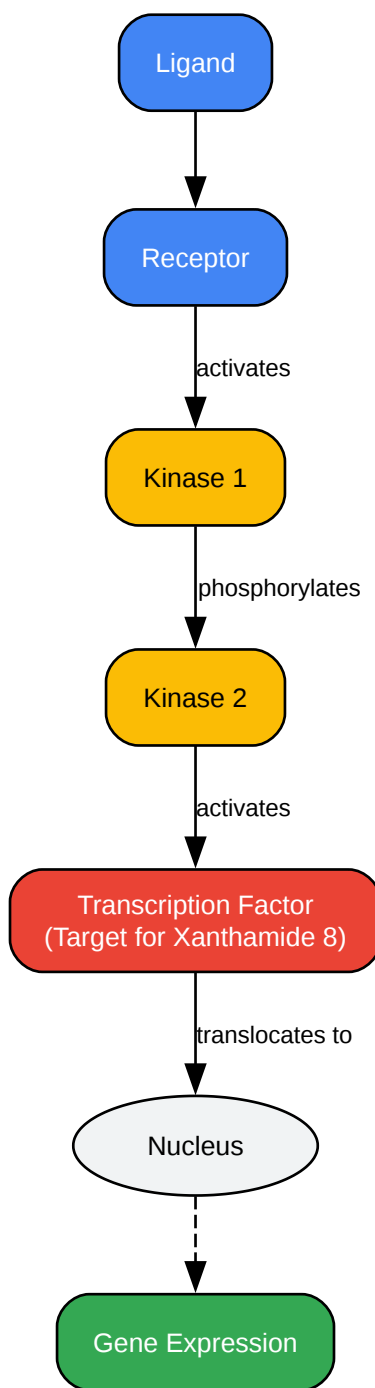 Ligand
Receptor
activates
Kinase 1
phosphorylates
Kinase 2
activates
Transcription Factor
(Target for Xanthamide 8)
translocates to
Nucleus
Gene Expression